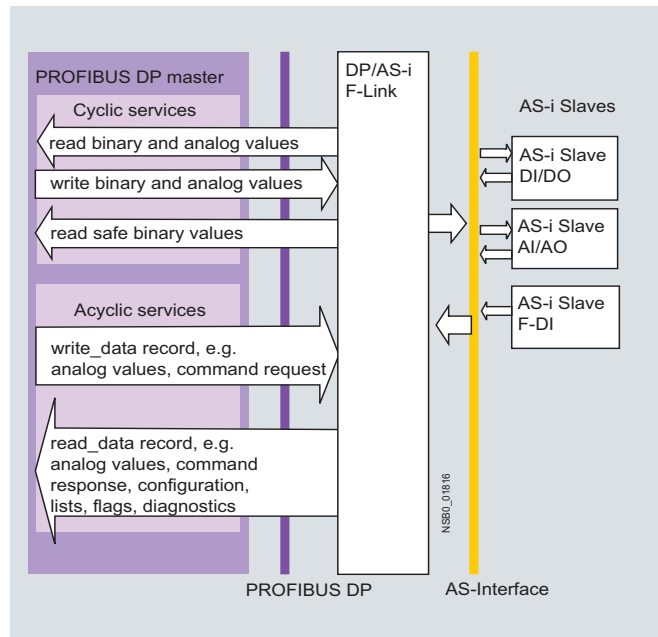 PROFIBUS DP master
Cyclic services
read binary and analog values
write binary and analog values
read safe binary values
Acyclic services
write_data record, e.g.
analog values, command request
read_data record, e.g.
analog values, command
response, configuration,
lists, flags, diagnostics
DP/AS-i
F-Link
AS-i Slaves
AS-i Slave
DI/DO
AS-i Slave
AI/AO
AS-i Slave
F-DI
NSB0_01816
PROFIBUS DP
AS-Interface